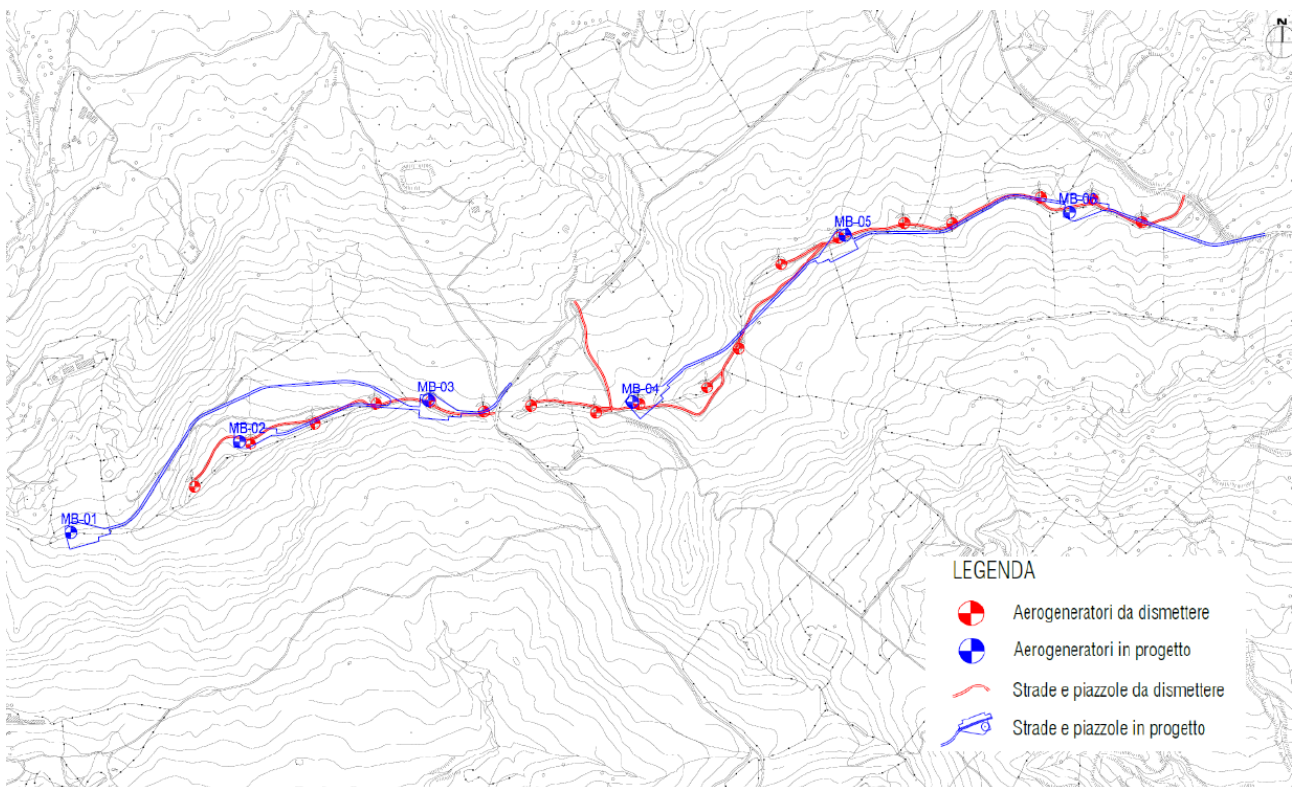 N
MB-06
MB-05
MB-03
MB-04
MB-02
MB-01
LEGENDA
Aerogeneratori da dismettere
Aerogeneratori in progetto
Strade e piazzole da dismettere
Strade e piazzole in progetto